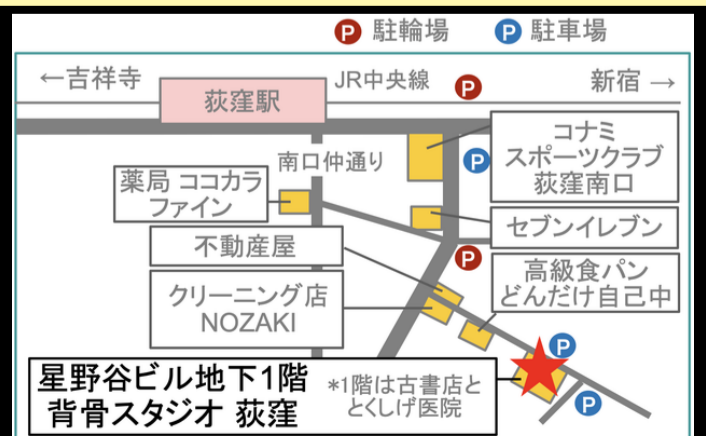 P 駐輪場 P 駐車場
←吉祥寺
荻窪駅
JR中央線
P
新宿→
コナミ
スポーツクラブ
荻窪南口
P
南口仲通り
薬局 ココカラ
ファイン
セブンイレブン
不動産屋
P
高級食パン
どんだけ自己中
クリーニング店
NOZAKI
P
星野谷ビル地下1階
背骨スタジオ 荻窪
*1階は古書店と
とくしげ医院
P